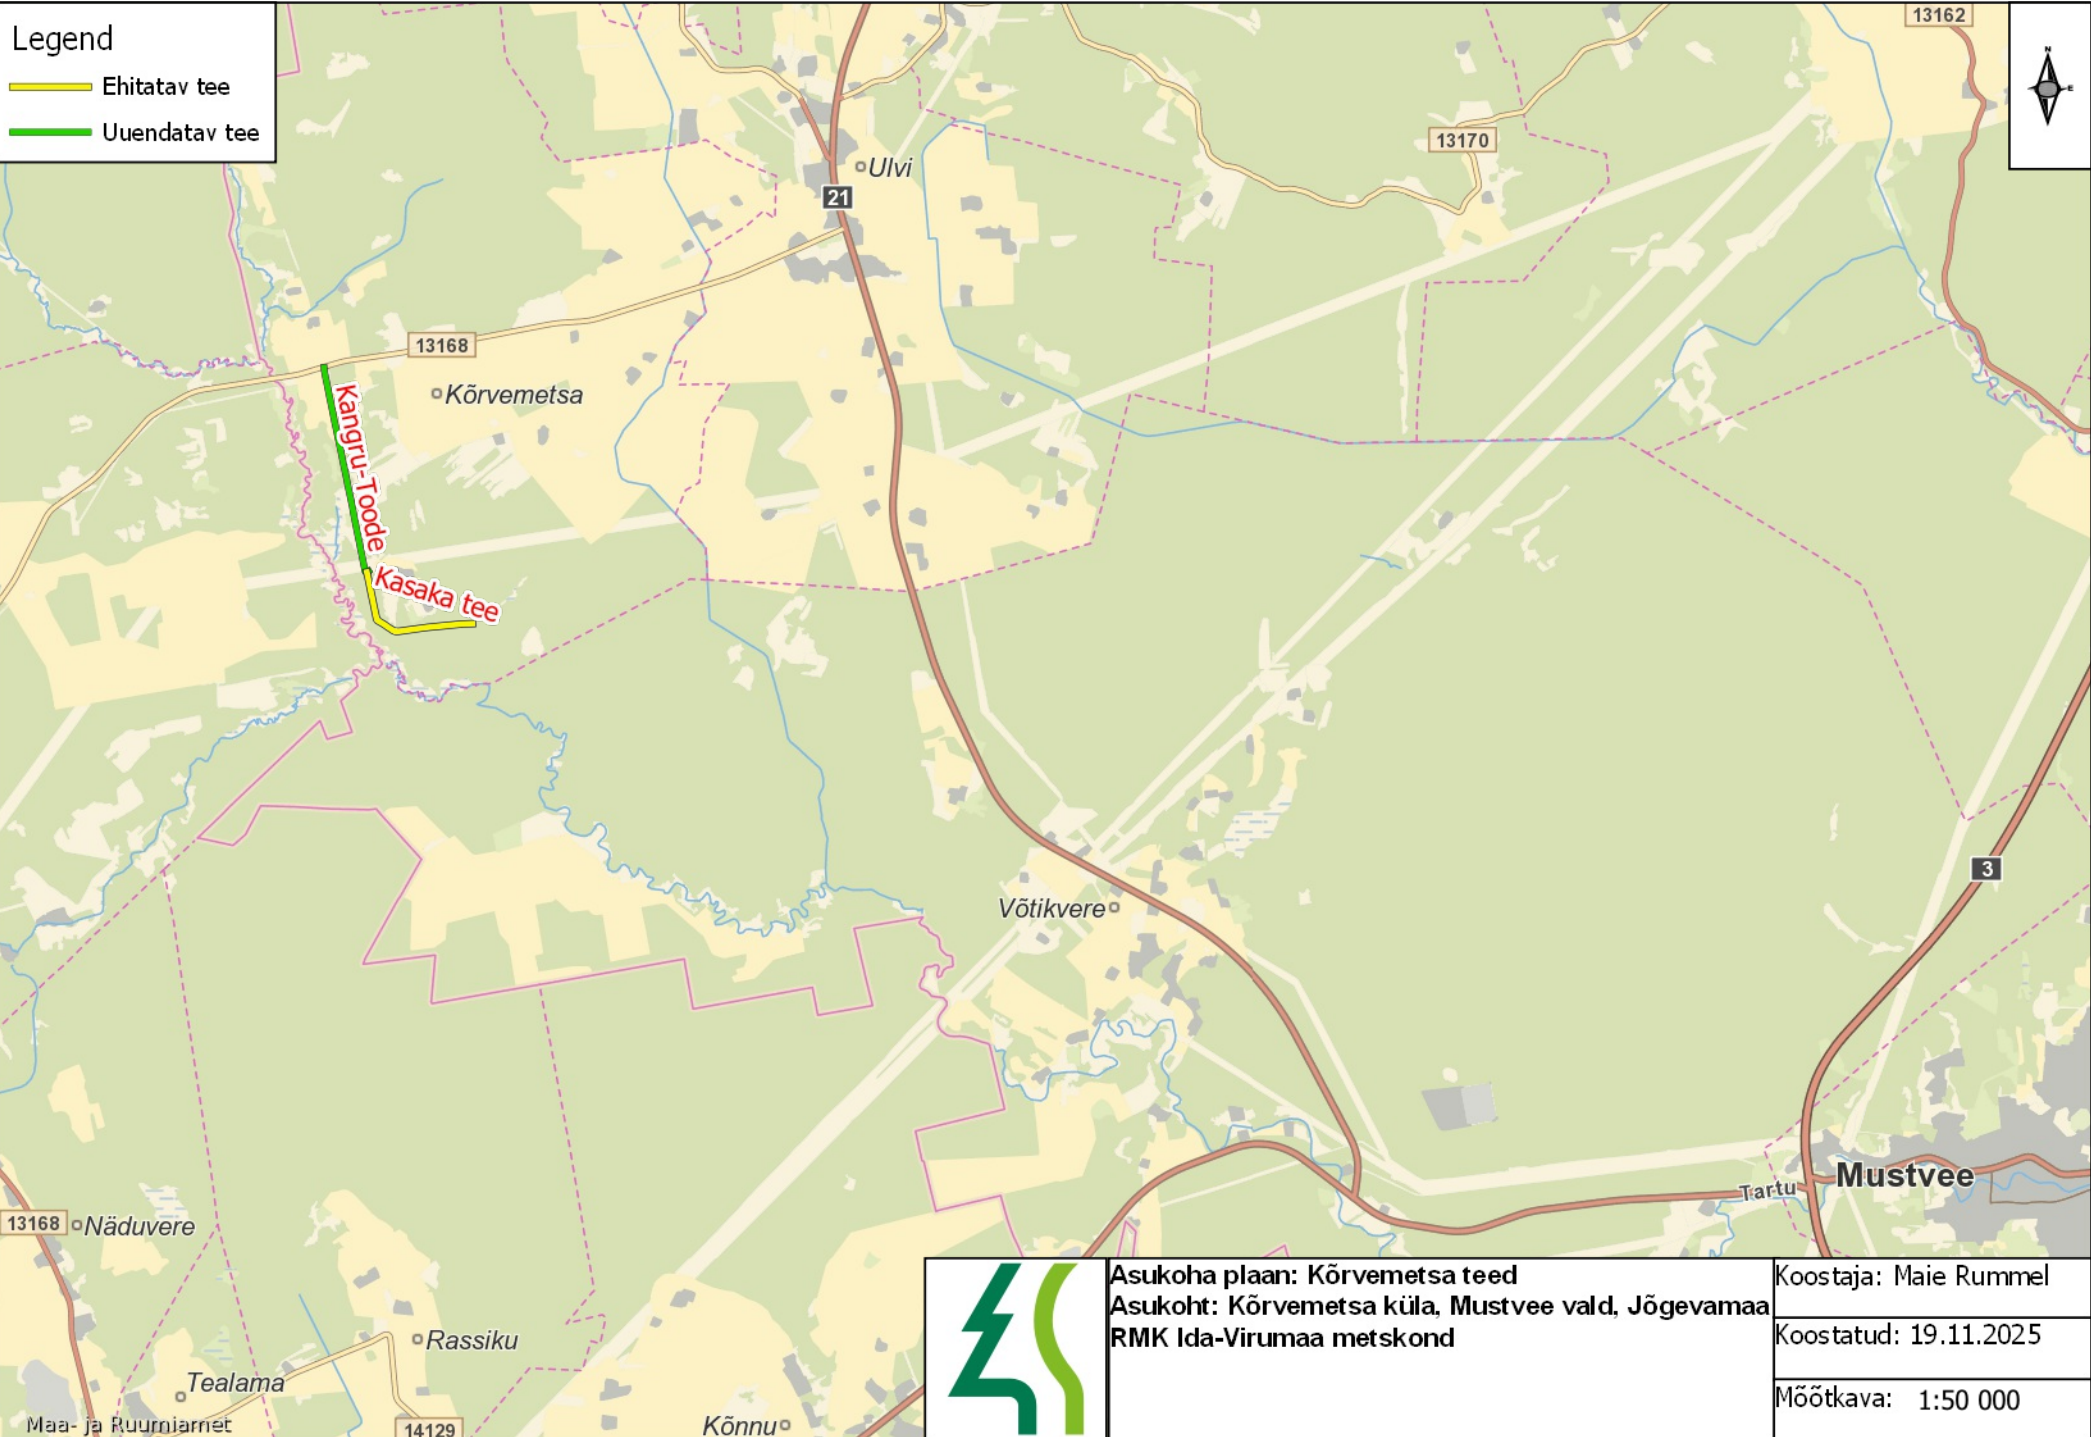 Legend
Ehitatav tee
Uuendatav tee
13162
N
E
13170
Ulvi
21
13168
Kõrvemetsa
Kangru-Toode
Kasaka tee
3
Võtikvere
Mustvee
Tartu
13168
Näduvere
Rassiku
Tealama
Maa- ja Ruumiamet
14129
Kõnnu
Asukoha plaan: Kõrvemetsa teed
Asukoht: Kõrvemetsa küla, Mustvee vald, Jõgevamaa
RMK Ida-Virumaa metskond
Koostaja: Maie Rummel
Koostatud: 19.11.2025
Mõõtkava: 1:50 000